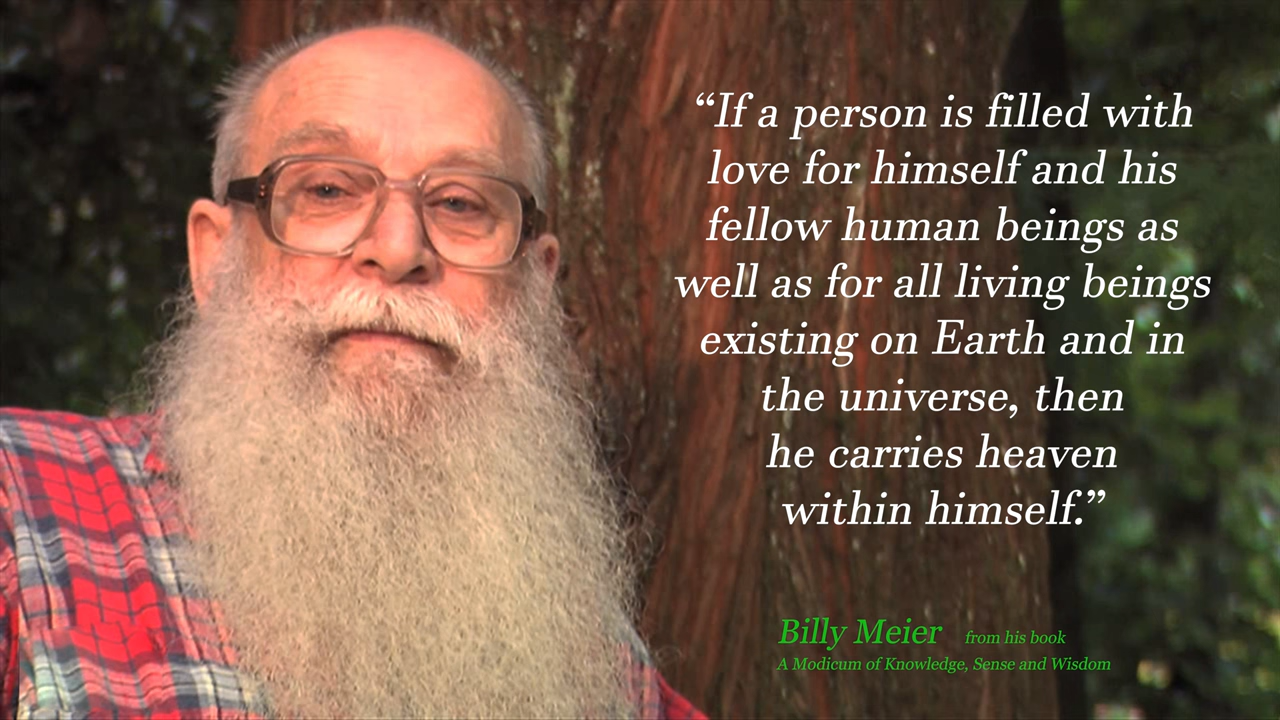 “If a person is filled with
love for himself and his
fellow human beings as
well as for all living beings
existing on Earth and in
the universe, then
he carries heaven
within himself.”
Billy Meier from his book
A Modicum of Knowledge, Sense and Wisdom